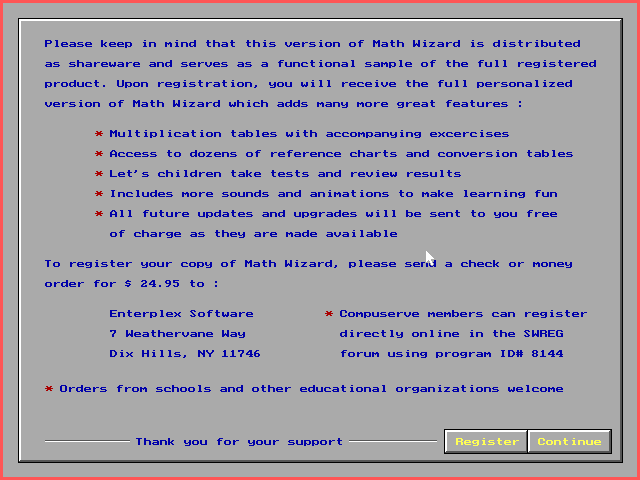 Please keep in mind that this version of Math Wizard is distributed
as shareware and serves as a functional sample of the full registered
product. Upon registration, you will receive the full personalized
version of Math Wizard which adds many more great features :
* Multiplication tables with accompanying excercises
* Access to dozens of reference charts and conversion tables
* Let's children take tests and review results
* Includes more sounds and animations to make learning fun
* All future updates and upgrades will be sent to you free
of charge as they are made available
To register your copy of Math Wizard, please send a check or money
order for $ 24.95 to :
Enterplex Software
7 Weathervane Way
Dix Hills, NY 11746
* Compuserve members can register
directly online in the SWREG
forum using program ID# 8144
* Orders from schools and other educational organizations welcome
Thank you for your support
Register
Continue